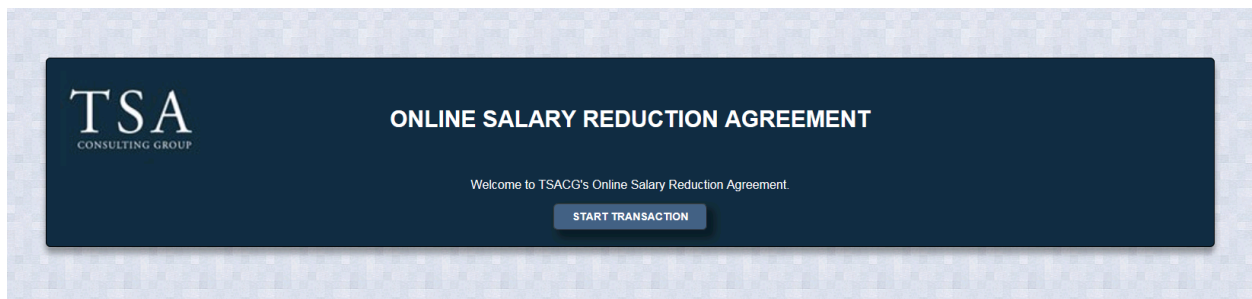 TSA
CONSULTING GROUP
ONLINE SALARY REDUCTION AGREEMENT
Welcome to TSACG's Online Salary Reduction Agreement.
START TRANSACTION